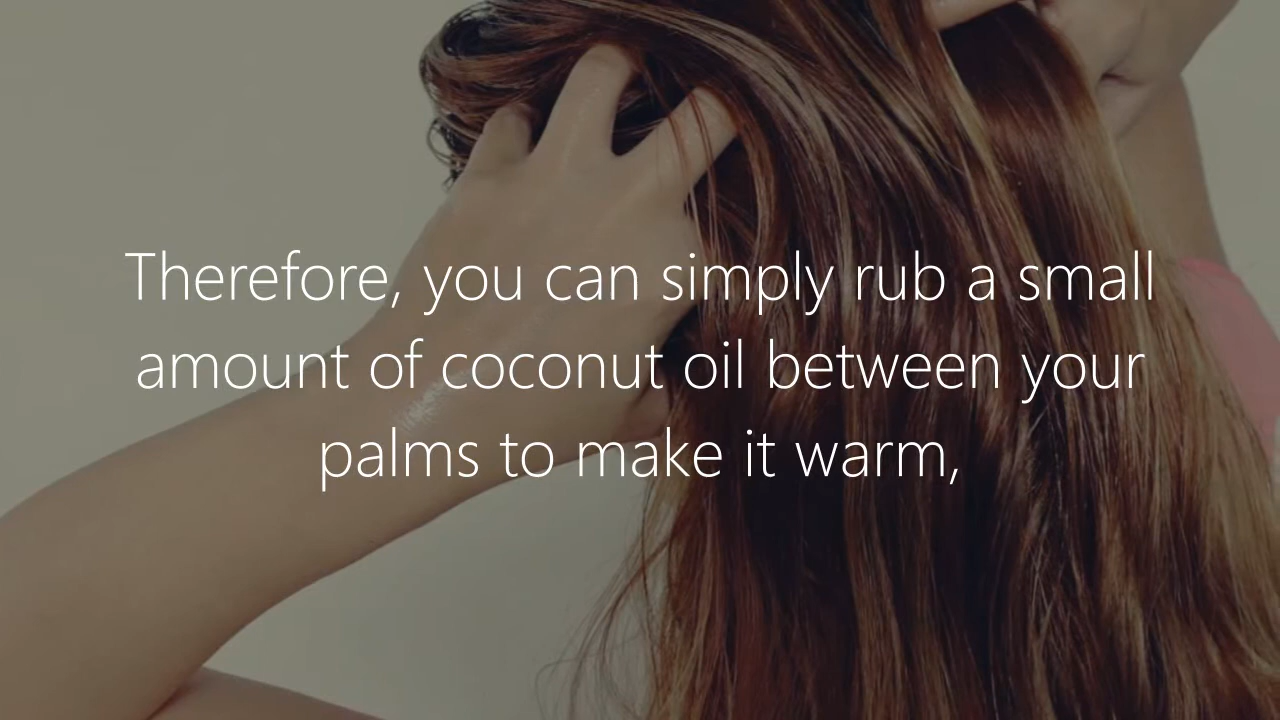 Therefore, you can simply rub a small
amount of coconut oil between your
palms to make it warm,